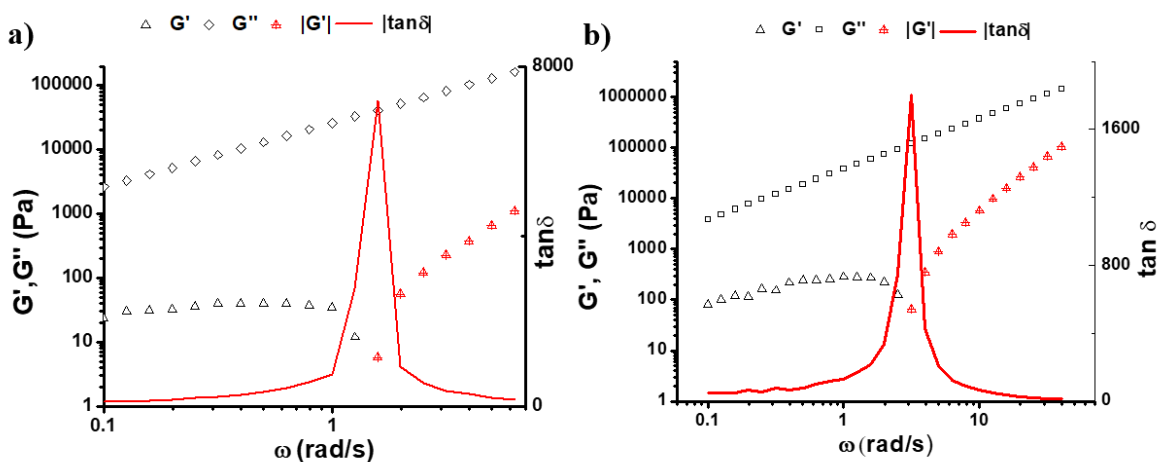 a)
G' G" |G'| |tanδ|
100000
10000
1000
100
10
1
G',G" (Pa)
0.1 1
ω (rad/s)
8000
0
tanδ
b)
G' G" |G'| |tanδ|
1000000
100000
10000
1000
100
10
1
G', G" (Pa)
0.1 1 10
ω (rad/s)
1600
800
0
tan δ